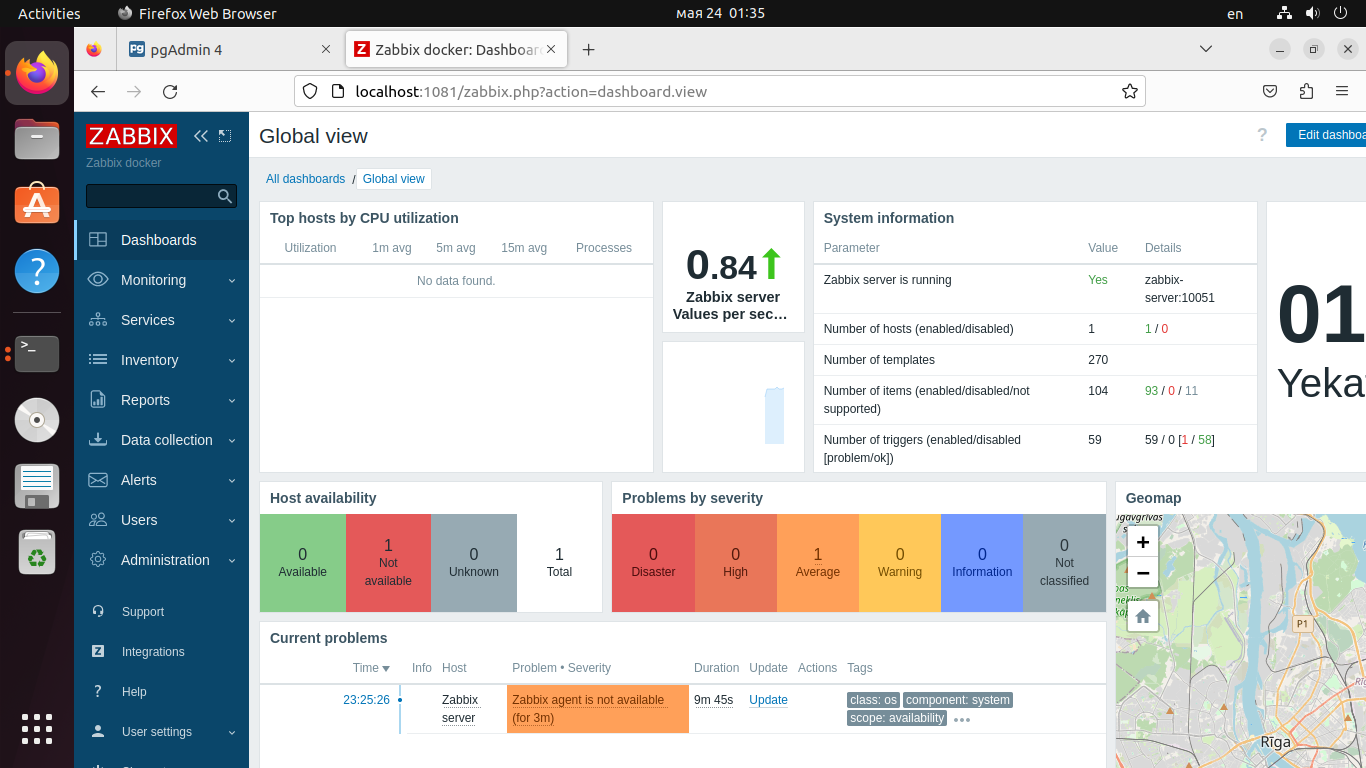 Activities
Firefox Web Browser
мая 24 01:35
en
pgAdmin 4
Zabbix docker: Dashboard
localhost:1081/zabbix.php?action=dashboard.view
ZABBIX
Zabbix docker
Dashboards
Monitoring
Services
Inventory
Reports
Data collection
Alerts
Users
Administration
Support
Integrations
Help
User settings
Global view
?
Edit dashboa
All dashboards / Global view
Top hosts by CPU utilization
Utilization 1m avg 5m avg 15m avg Processes
No data found.
0.84
Zabbix server
Values per sec…
System information
Parameter Value Details
Zabbix server is running Yes zabbix-
server:10051
Number of hosts (enabled/disabled) 1 1 / 0
Number of templates 270
Number of items (enabled/disabled/not 104 93 / 0 / 11
supported)
Number of triggers (enabled/disabled 59 59 / 0 [1 / 58]
[problem/ok])
01
Yekat
Host availability
0
Available
1
Not
available
0
Unknown
1
Total
Problems by severity
0
Disaster
0
High
1
Average
0
Warning
0
Information
0
Not
classified
Geomap
+
−
P1
Rīga
Current problems
Time Info Host Problem • Severity Duration Update Actions Tags
23:25:26 Zabbix Zabbix agent is not available 9m 45s Update class: os component: system
server (for 3m) scope: availability •••